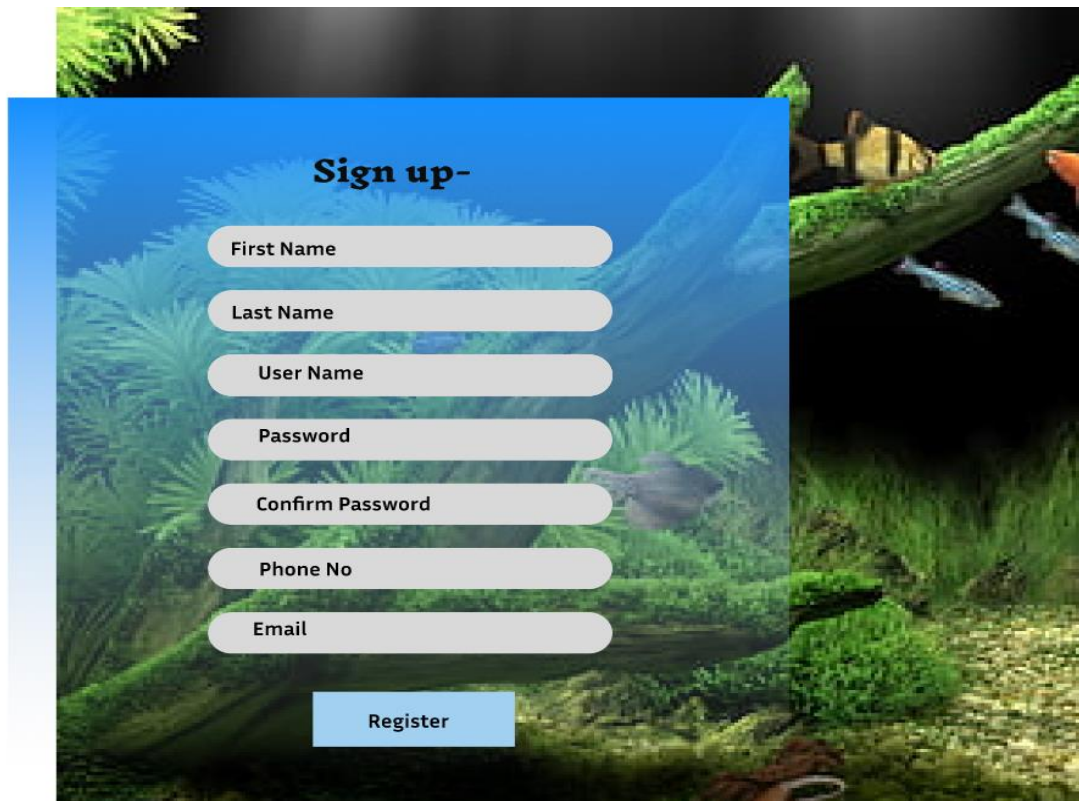 Sign up-
First Name
Last Name
User Name
Password
Confirm Password
Phone No
Email
Register